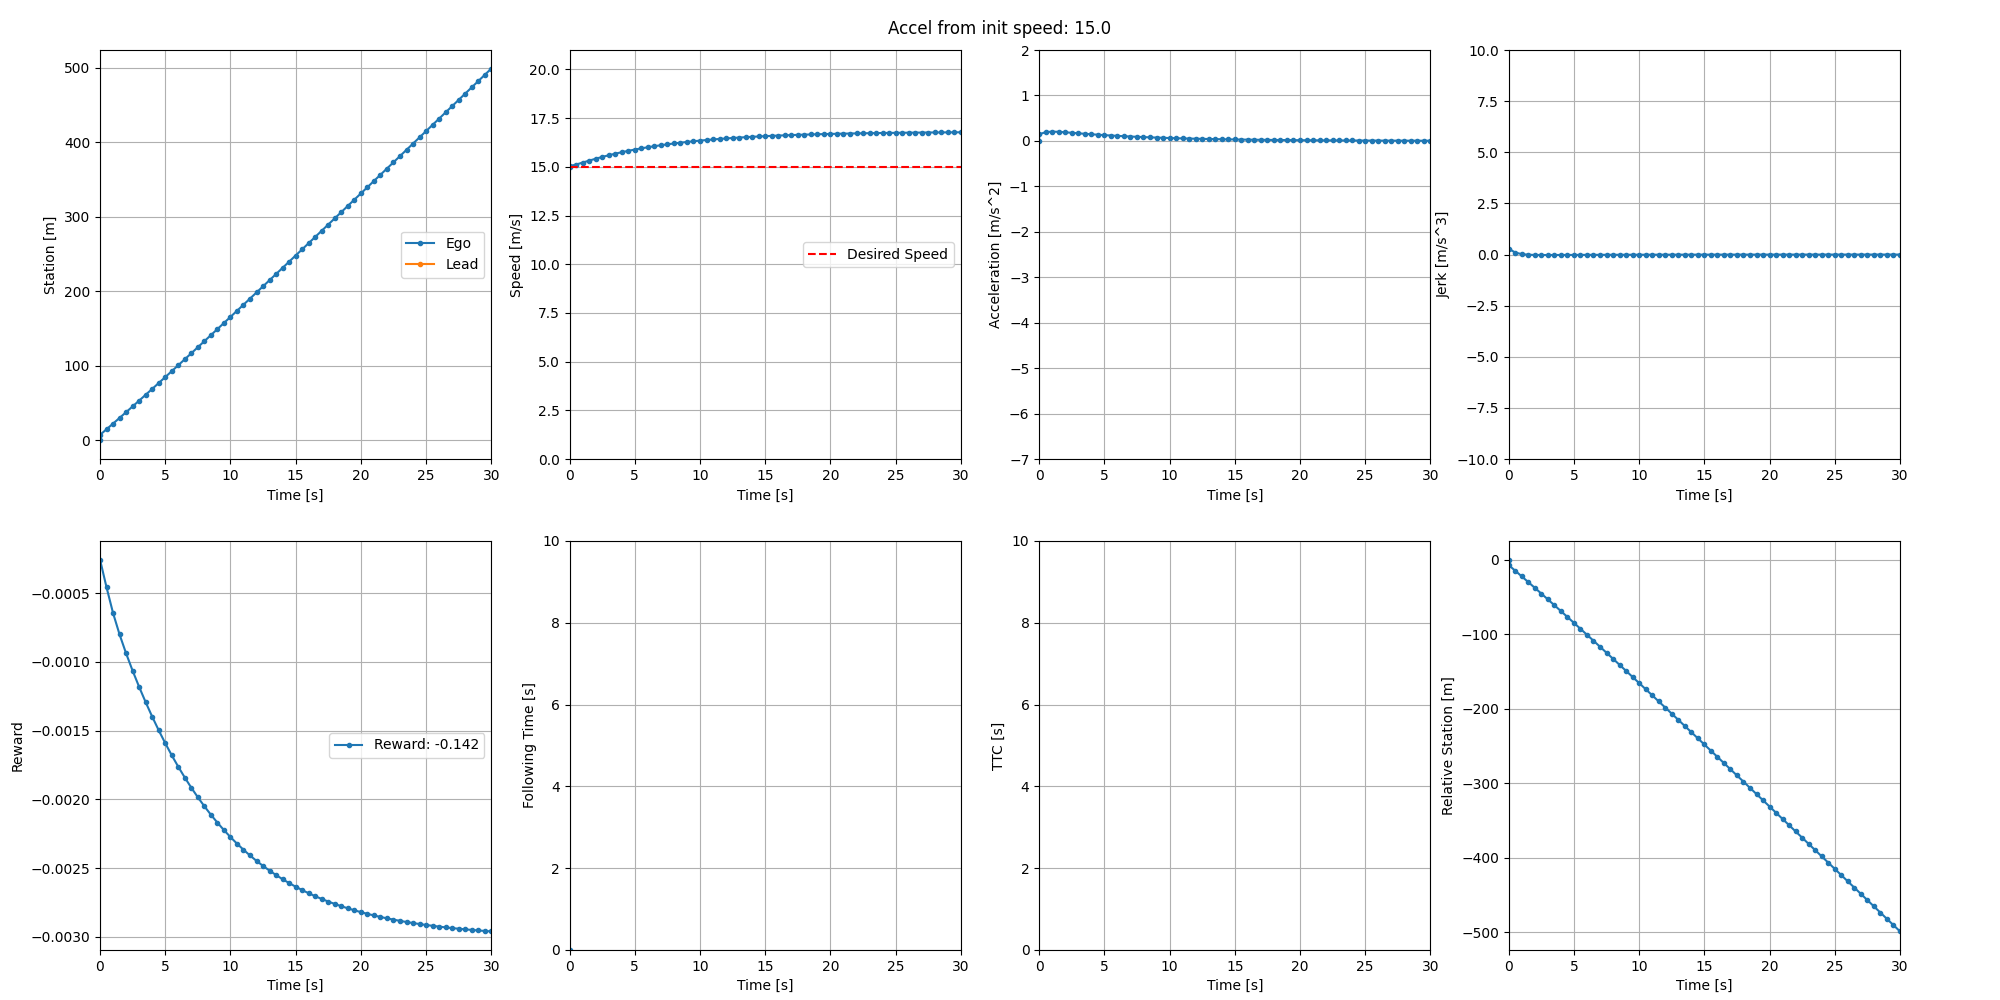 Accel from init speed: 15.0
500
400
300
200
100
0
Station [m]
0 5 10 15 20 25 30
Time [s]
Ego
Lead
20.0
17.5
15.0
12.5
10.0
7.5
5.0
2.5
0.0
Speed [m/s]
0 5 10 15 20 25 30
Time [s]
Desired Speed
2
1
0
−1
−2
−3
−4
−5
−6
−7
Acceleration [m/s^2]
0 5 10 15 20 25 30
Time [s]
10.0
7.5
5.0
2.5
0.0
−2.5
−5.0
−7.5
−10.0
Jerk [m/s^3]
0 5 10 15 20 25 30
Time [s]
−0.0005
−0.0010
−0.0015
−0.0020
−0.0025
−0.0030
Reward
0 5 10 15 20 25 30
Time [s]
Reward: -0.142
10
8
6
4
2
0
Following Time [s]
0 5 10 15 20 25 30
Time [s]
10
8
6
4
2
0
TTC [s]
0 5 10 15 20 25 30
Time [s]
0
−100
−200
−300
−400
−500
Relative Station [m]
0 5 10 15 20 25 30
Time [s]